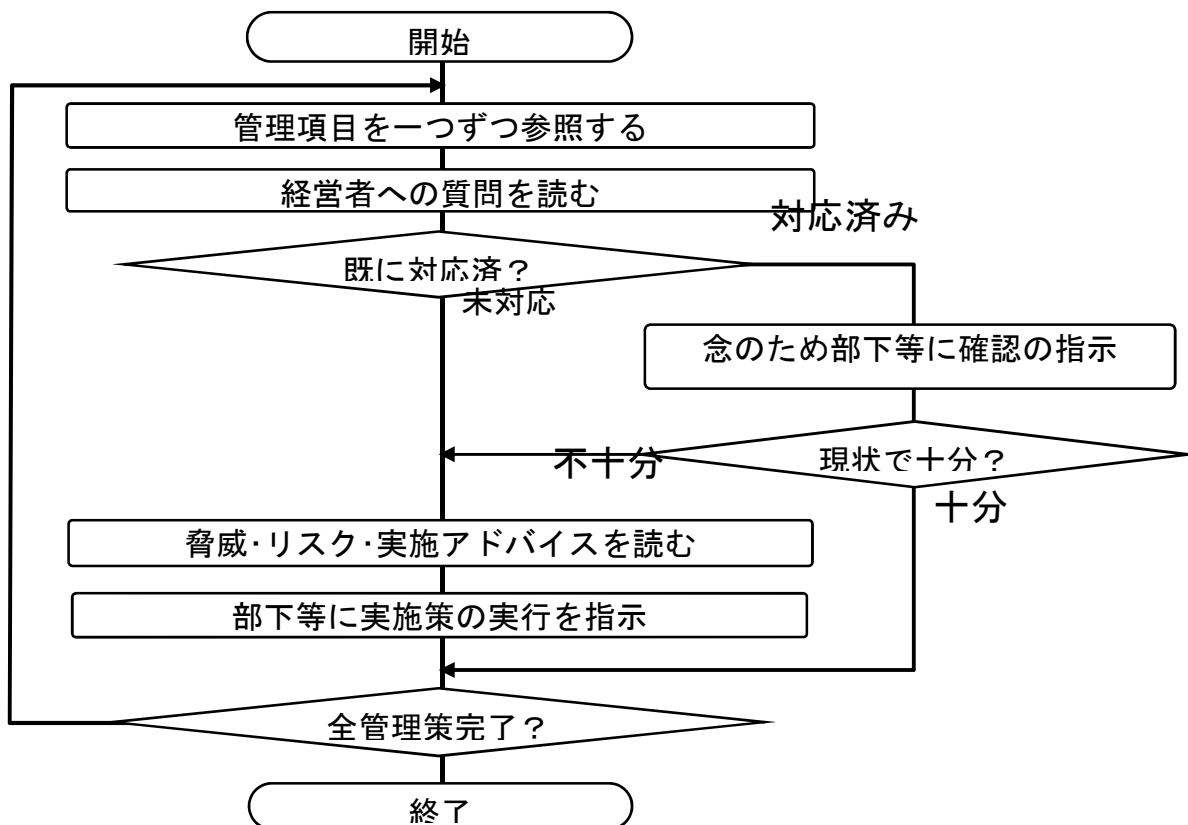 開始
管理項目を一つずつ参照する
経営者への質問を読む
対応済み
既に対応済？
未対応
念のため部下等に確認の指示
現状で十分？
不十分
十分
脅威･リスク･実施アドバイスを読む
部下等に実施策の実行を指示
全管理策完了？
終了